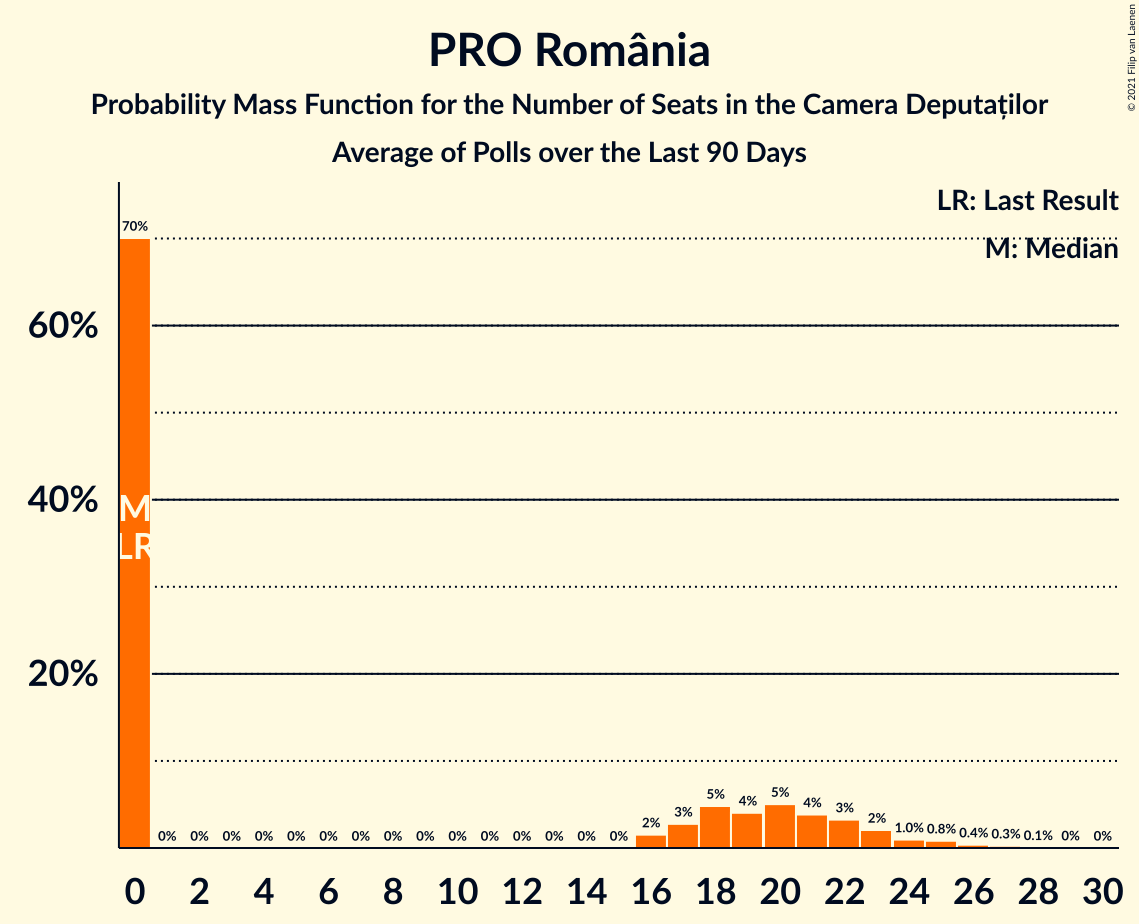 PRO România
Probability Mass Function for the Number of Seats in the Camera Deputaților
Average of Polls over the Last 90 Days
© 2021 Filip van Laenen
LR: Last Result
M: Median
60%
40%
20%
70%
M
LR
0% 0% 0% 0% 0% 0% 0% 0% 0% 0% 0% 0% 0% 0% 0% 2% 3% 5% 4% 5% 4% 3% 2% 1.0% 0.8% 0.4% 0.3% 0.1% 0% 0%
0 2 4 6 8 10 12 14 16 18 20 22 24 26 28 30